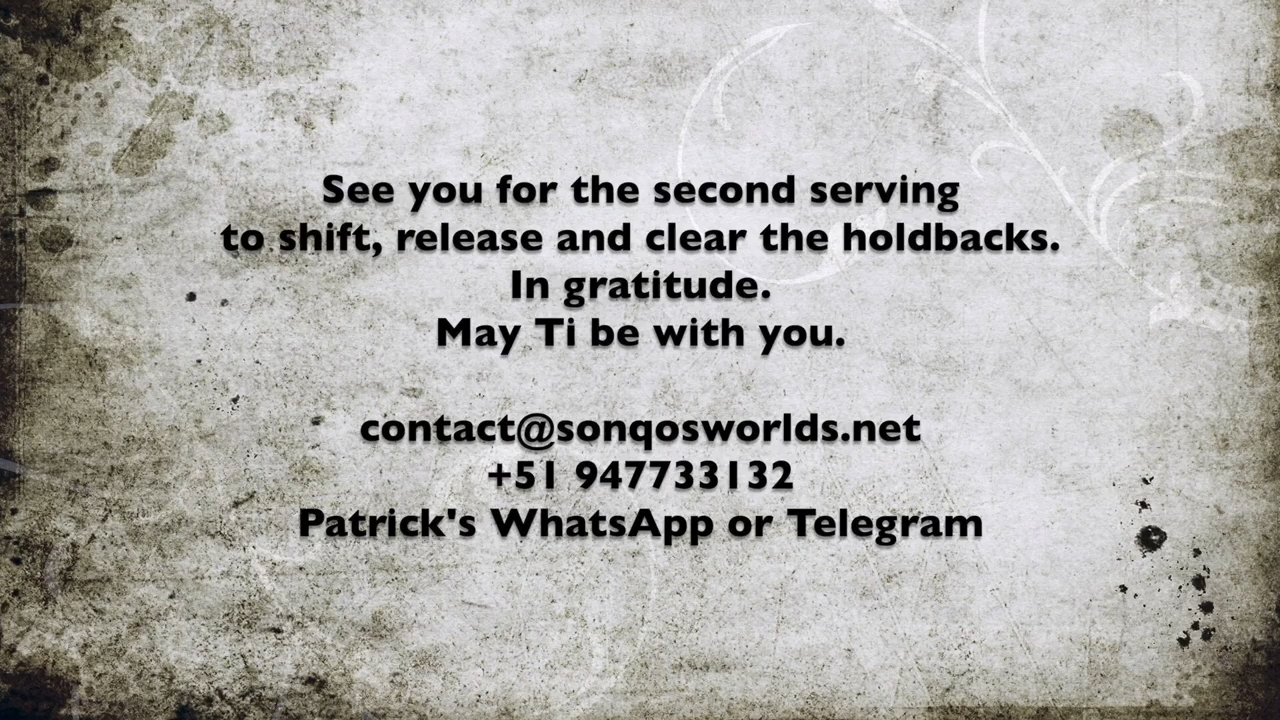 See you for the second serving
to shift, release and clear the holdbacks.
In gratitude.
May Ti be with you.
contact@sonqosworlds.net
+51 947733132
Patrick's WhatsApp or Telegram